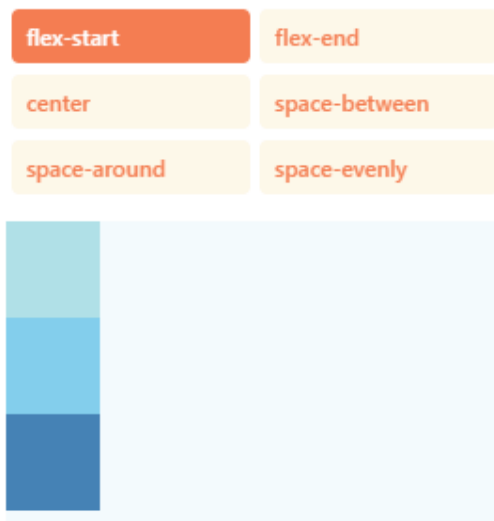 flex-start
flex-end
center
space-between
space-around
space-evenly